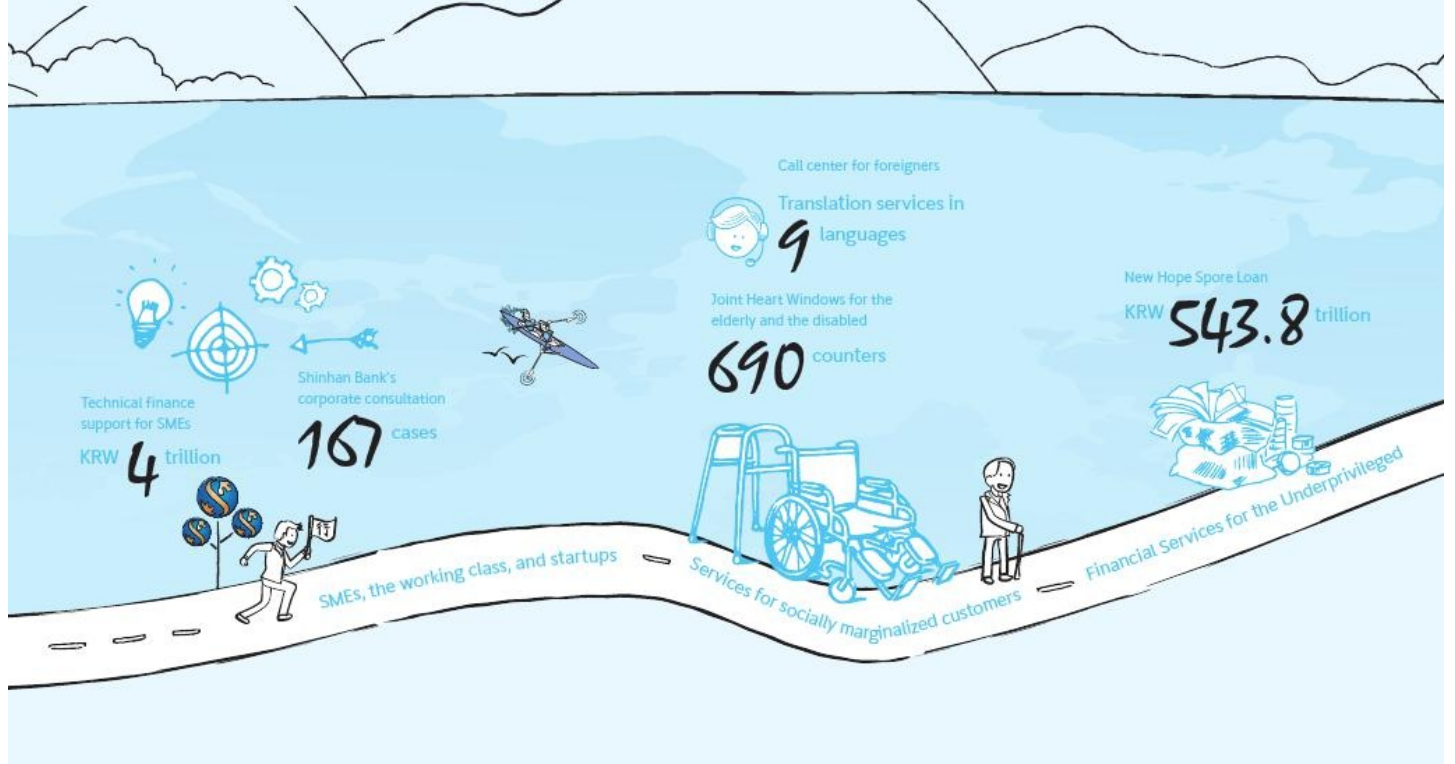 Call center for foreigners
Translation services in
9 languages
Joint Heart Windows for the
elderly and the disabled
690 counters
New Hope Spore Loan
KRW 543.8 trillion
Technical finance
support for SMEs
KRW 4 trillion
Shinhan Bank's
corporate consultation
167 cases
SMEs, the working class, and startups
Services for socially marginalized customers
Financial Services for the Underprivileged